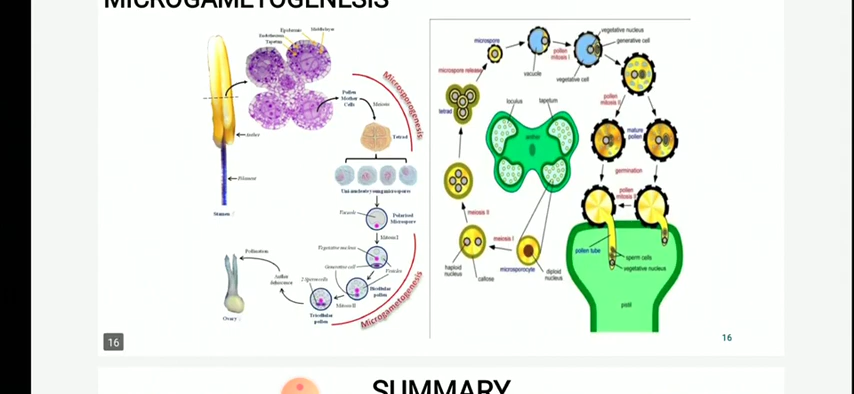 MICROGAMETOGENESIS
Epidermis
Middle layer
Endothecium
Tapetum
Microsporogenesis
Pollen
Mother
Cells
Meiosis
Tetrad
Anther
Filament
Stamen
Uni-nucleate young microspores
Vacuole
Polarized
Microspore
Mitosis I
Vegetative nucleus
Generative cell
Vesicles
Bicellular
pollen
Mitosis II
2 Sperm cells
Tricellular
pollen
Anther
dehiscence
Pollination
Ovary
Microgametogenesis
microspore
vacuole
pollen
mitosis I
vegetative nucleus
generative cell
vegetative cell
microspore release
tetrad
loculus
tapetum
anther
pollen
mitosis II
mature
pollen
germination
pollen
meiosis II
meiosis I
haploid
nucleus
callose
microsporocyte
diploid
nucleus
pollen tube
sperm cells
vegetative nucleus
pistil
16
16
SUMMARY